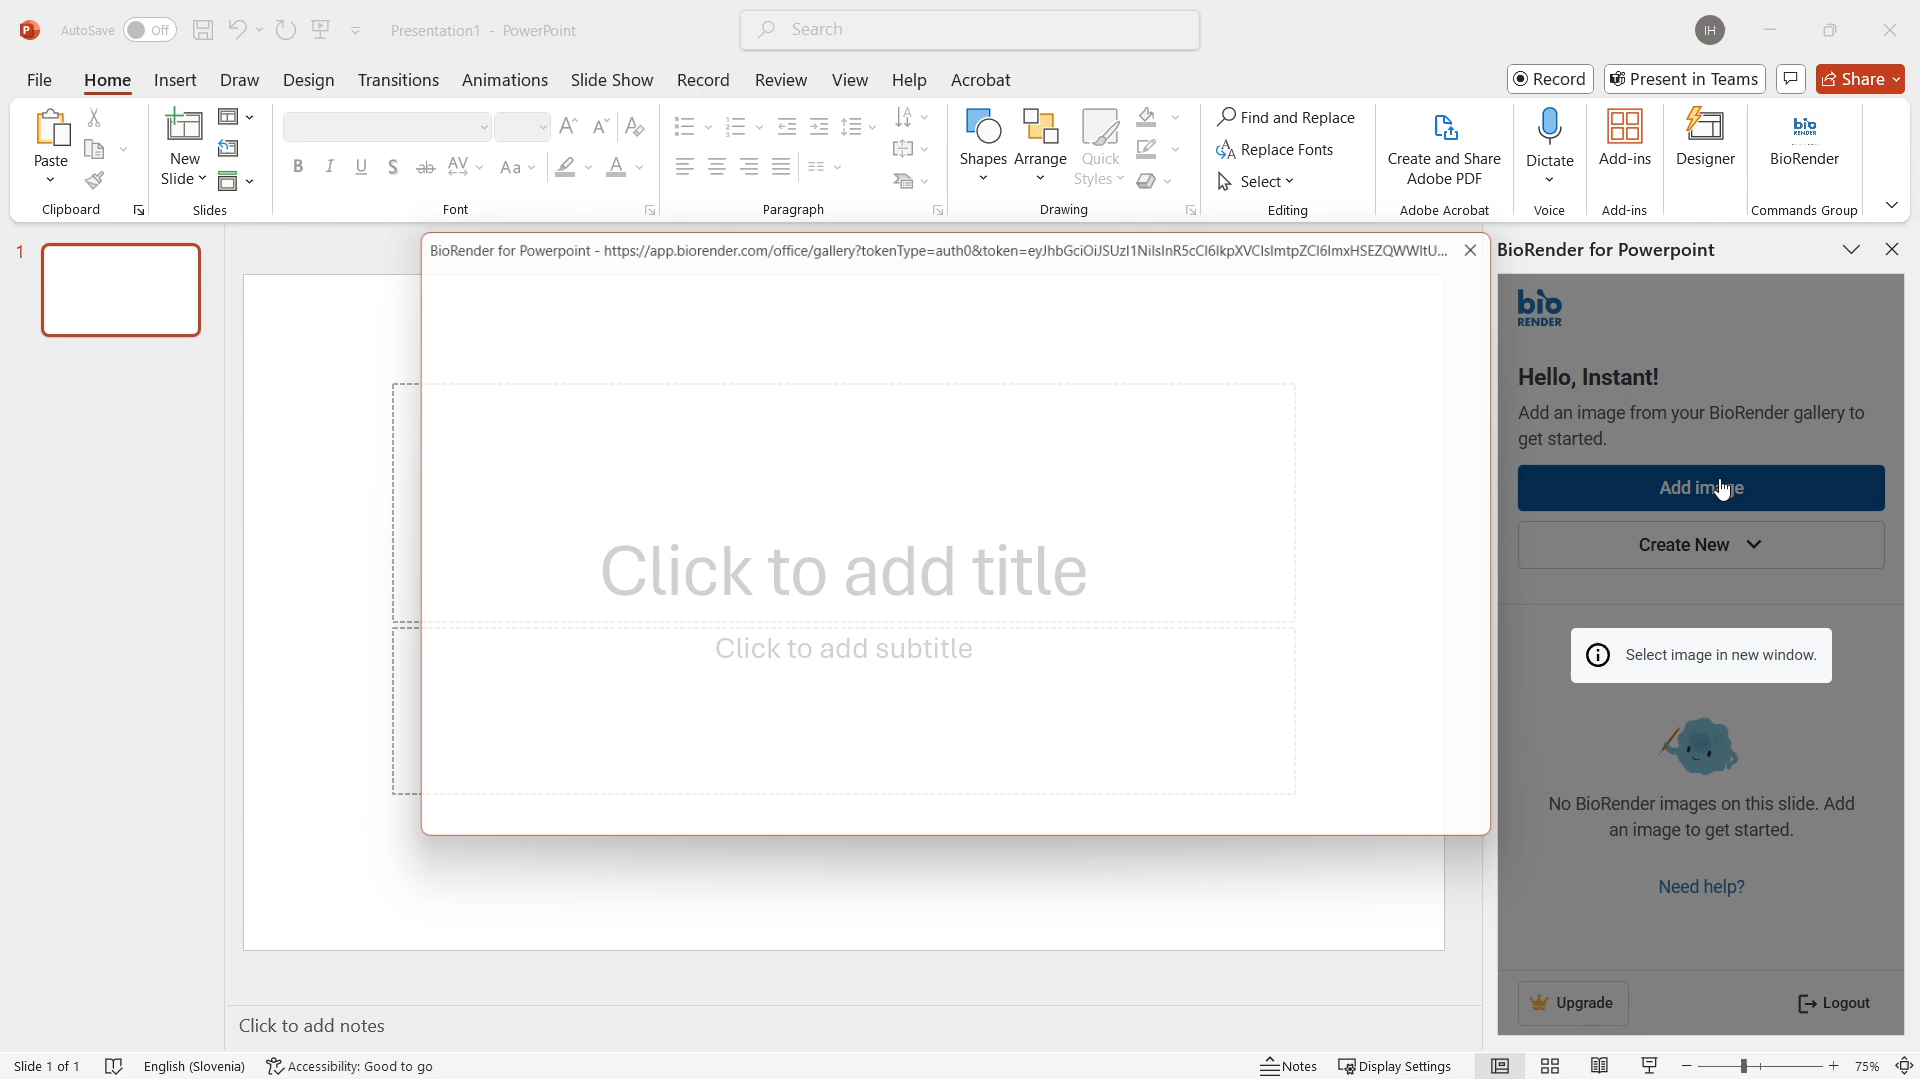 AutoSave Off Presentation1 - PowerPoint Search IH
File Home Insert Draw Design Transitions Animations Slide Show Record Review View Help Acrobat Record Present in Teams Share
Paste
Clipboard
New
Slide
Slides
B I U S ab AV Aa A
Font
Paragraph
Shapes Arrange Quick
Styles
Drawing
Find and Replace
Replace Fonts
Select
Editing
Create and Share
Adobe PDF
Adobe Acrobat
Dictate
Voice
Add-ins
Add-ins
Designer
bio
BioRender
Commands Group
1
BioRender for Powerpoint - https://app.biorender.com/office/gallery?tokenType=auth0&token=
Click to add title
Click to add subtitle
BioRender for Powerpoint
bio
RENDER
Hello, Instant!
Add an image from your BioRender gallery to
get started.
Add image
Create New
Select image in new window.
No BioRender images on this slide. Add
an image to get started.
Need help?
Upgrade Logout
Click to add notes
Slide 1 of 1 English (Slovenia) Accessibility: Good to go Notes Display Settings 75%